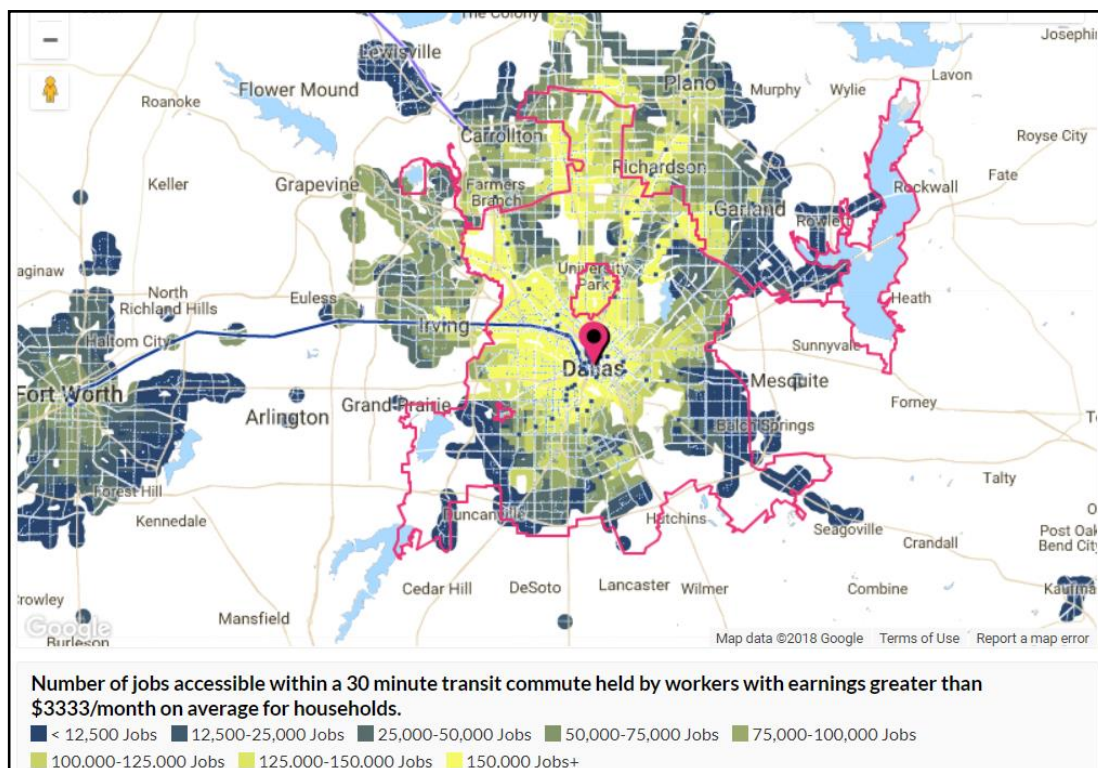 The Colony
Josephin
Lewisville
Lavon
Flower Mound
Plano
Murphy
Wylie
Roanoke
Carrollton
Royse City
Richardson
Keller
Grapevine
Farmers
Branch
Rockwall
Fate
Garland
Rowlett
aginaw
University
Park
North
Richland Hills
Euless
Heath
Irving
Haltom City
Sunnyvale
Dallas
Mesquite
Fort Worth
Arlington
Grand Prairie
Forney
Balch Springs
Talty
Forest Hill
Kennedale
Duncanville
Hutchins
Seagoville
Post Oak
Bend City
Crandall
Cedar Hill
DeSoto
Lancaster
Wilmer
Combine
Kaufma
Crowley
Mansfield
Google
Burleson
Map data ©2018 Google Terms of Use Report a map error
Number of jobs accessible within a 30 minute transit commute held by workers with earnings greater than
$3333/month on average for households.
< 12,500 Jobs 12,500-25,000 Jobs 25,000-50,000 Jobs 50,000-75,000 Jobs 75,000-100,000 Jobs
100,000-125,000 Jobs 125,000-150,000 Jobs 150,000 Jobs+